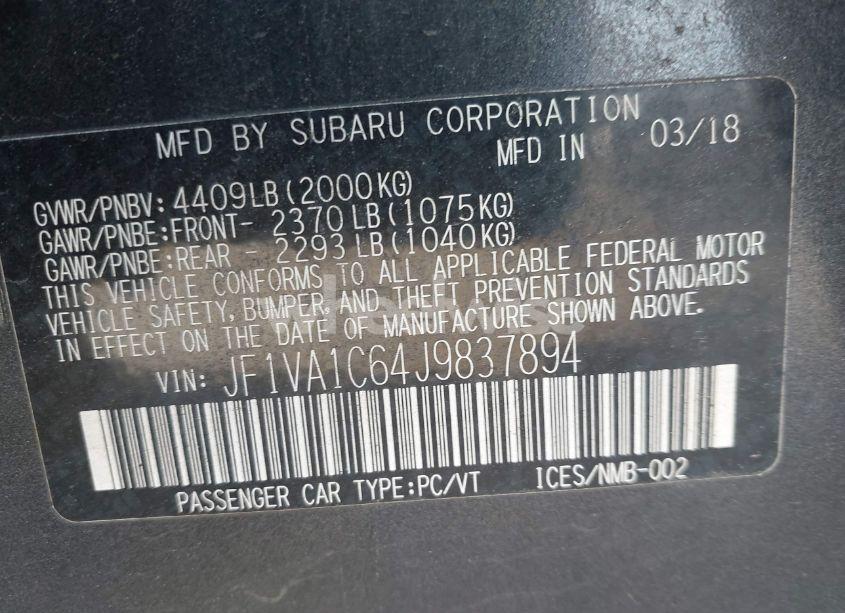 MFD BY SUBARU CORPORATION
MFD IN 03/18
GVWR/PNBV: 4409LB(2000KG)
GAWR/PNBE:FRONT- 2370LB(1075KG)
GAWR/PNBE:REAR - 2293LB(1040KG)
THIS VEHICLE CONFORMS TO ALL APPLICABLE FEDERAL MOTOR
VEHICLE SAFETY, BUMPER, AND THEFT PREVENTION STANDARDS
IN EFFECT ON THE DATE OF MANUFACTURE SHOWN ABOVE.
VIN: JF1VA1C64J9837894
PASSENGER CAR TYPE:PC/VT ICES/NMB-002